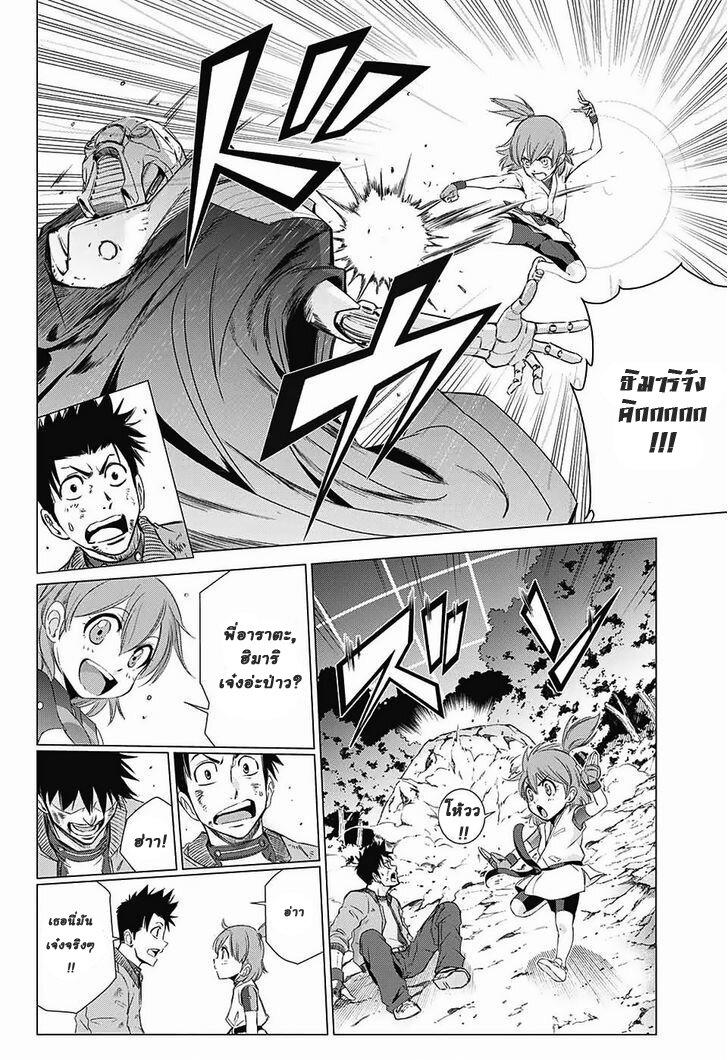 ドカ
ฮิมาริจัง
คิกกกกก
!!!
ズズン
โห้วว
!!
พี่อาราตะ,
ฮิมาริ
เจ๋งอ่ะป่าว?
ฮ่าา!
อ่าา
เธอนี่มัน
เจ๋งจริงๆ
!!